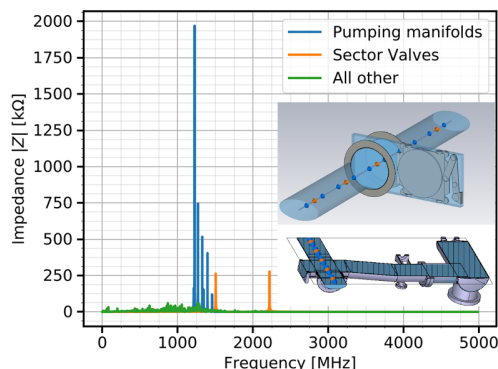 2000
1750
1500
1250
1000
750
500
250
0
Impedance |Z| [kΩ]
Pumping manifolds
Sector Valves
All other
0 1000 2000 3000 4000 5000
Frequency [MHz]